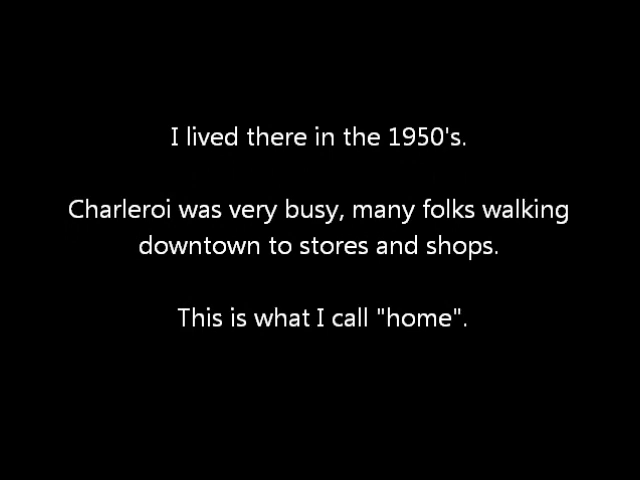 I lived there in the 1950's.
Charleroi was very busy, many folks walking
downtown to stores and shops.
This is what I call "home".